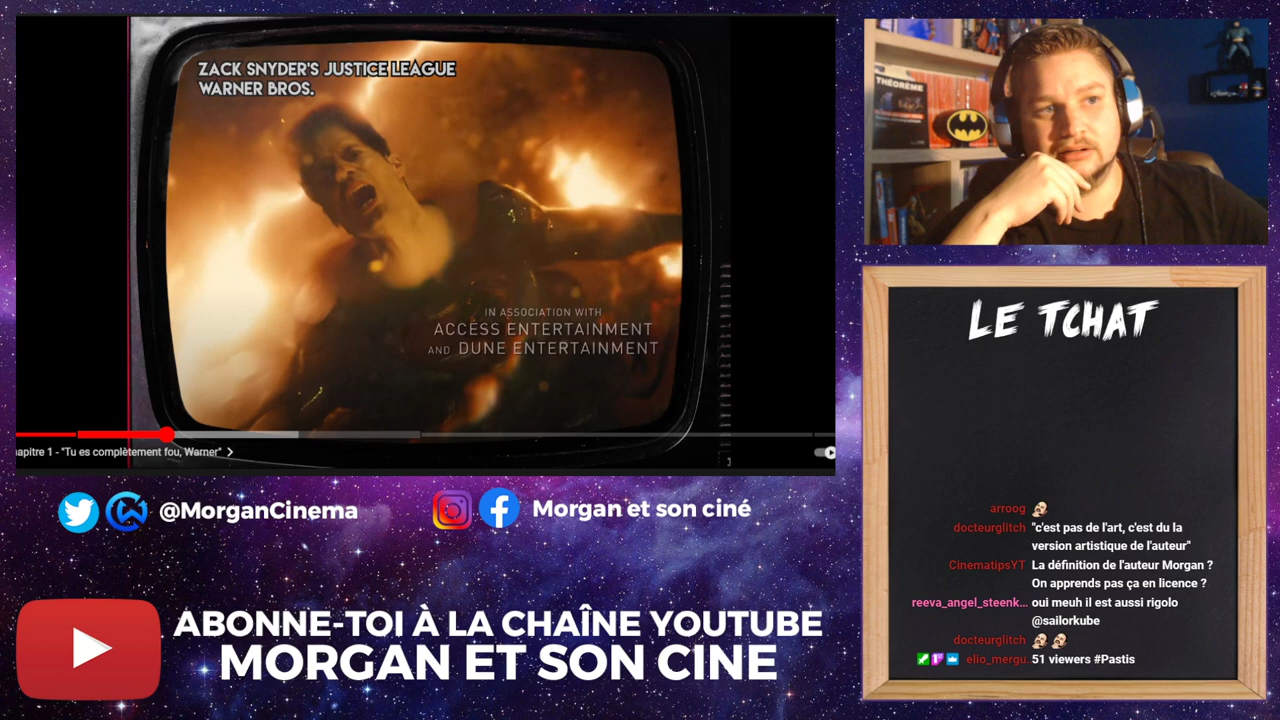 ZACK SNYDER'S JUSTICE LEAGUE
WARNER BROS.
IN ASSOCIATION WITH
ACCESS ENTERTAINMENT
AND DUNE ENTERTAINMENT
apitre 1 - "Tu es complètement fou, Warner"
THÉORÈME
LE TCHAT
arroog
docteurglitch "c'est pas de l'art, c'est du la
version artistique de l'auteur"
CinematipsYT La définition de l'auteur Morgan ?
On apprends pas ça en licence ?
reeva_angel_steenk... oui meuh il est aussi rigolo
@sailorkube
docteurglitch
elio_mergu 51 viewers #Pastis
@MorganCinema
Morgan et son ciné
ABONNE-TOI À LA CHAÎNE YOUTUBE
MORGAN ET SON CINE